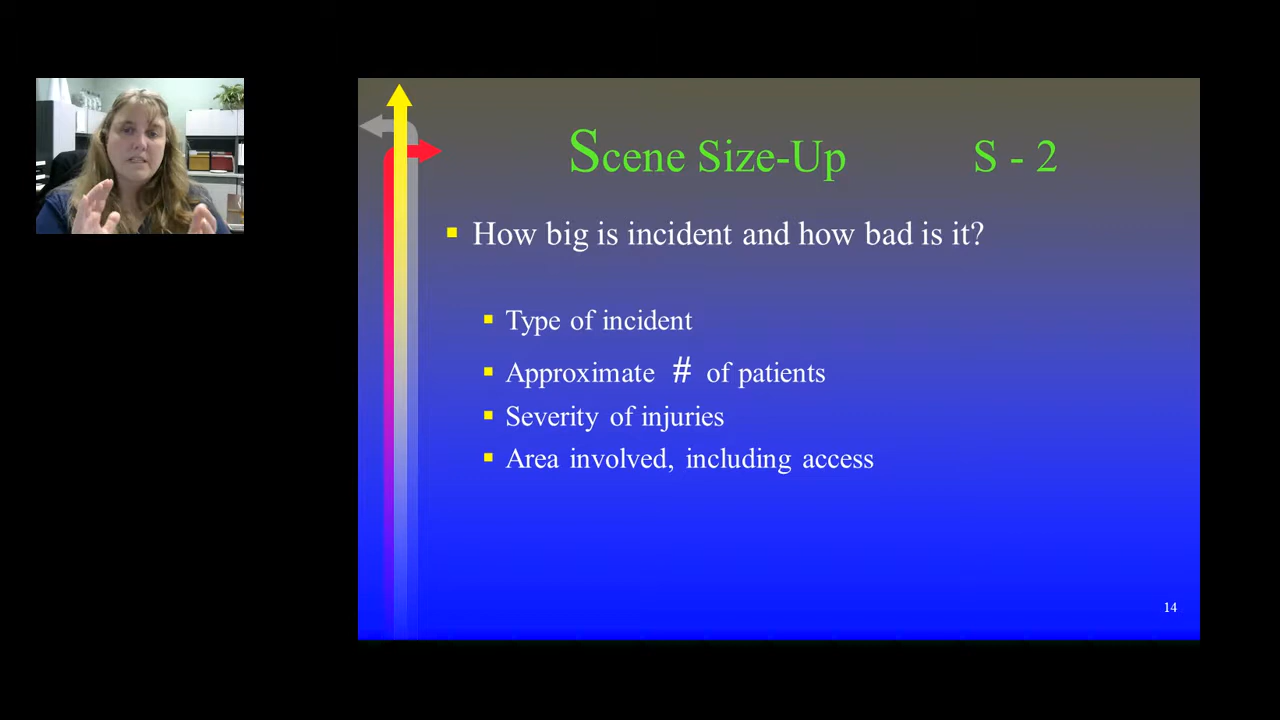 Scene Size-Up S - 2
How big is incident and how bad is it?
Type of incident
Approximate # of patients
Severity of injuries
Area involved, including access
14